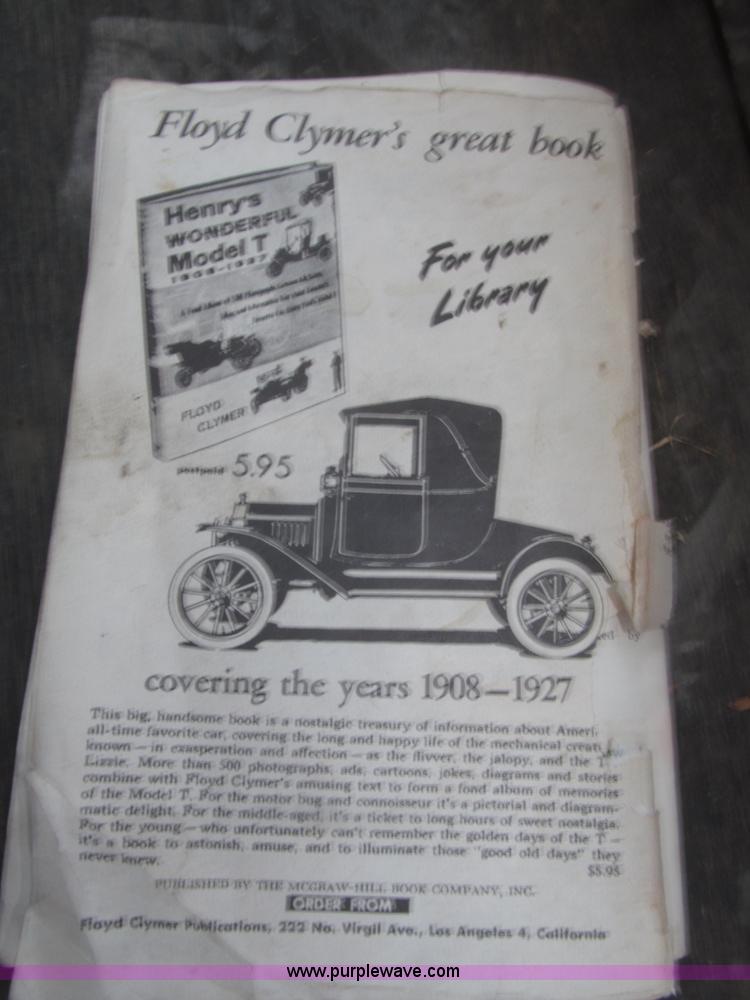 Floyd Clymer's great book
Henry's
WONDERFUL
Model T
1908-1927
For your
Library
FLOYD
CLYMER
postpaid 5.95
ed by
covering the years 1908—1927
This big, handsome book is a nostalgic treasury of information about Ameri
all-time favorite car, covering the long and happy life of the mechanical creatu
known — in exasperation and affection — as the flivver, the jalopy, and the T
Lizzie. More than 500 photographs, ads, cartoons, jokes, diagrams and stories
combine with Floyd Clymer's amusing text to form a fond album of memories
of the Model T. For the motor bug and connoisseur it's a pictorial and diagram-
matic delight. For the middle-aged, it's a ticket to long hours of sweet nostalgia.
For the young — who unfortunately can't remember the golden days of the T —
it's a book to astonish, amuse, and to illuminate those "good old days" they
never knew.
$5.95
PUBLISHED BY THE MCGRAW-HILL BOOK COMPANY, INC.
ORDER FROM
Floyd Clymer Publications, 222 No. Virgil Ave., Los Angeles 4, California
www.purplewave.com